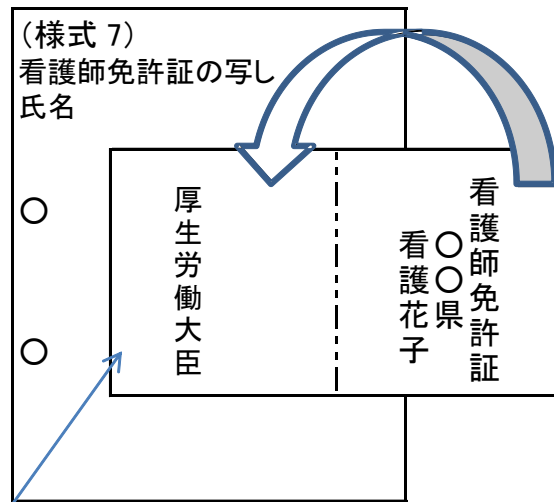 (様式 7)
看護師免許証の写し
氏名
看護師免許証
〇〇県
看護花子
厚生労働大臣